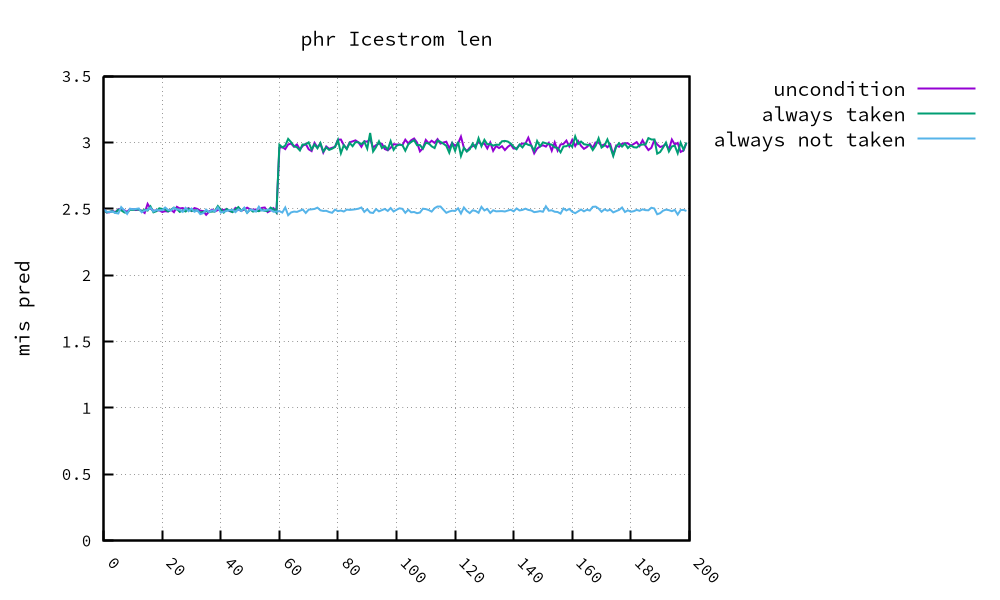 phr Icestrom len
uncondition
always taken
always not taken
mis pred
3.5
3
2.5
2
1.5
1
0.5
0
0 20 40 60 80 100 120 140 160 180 200